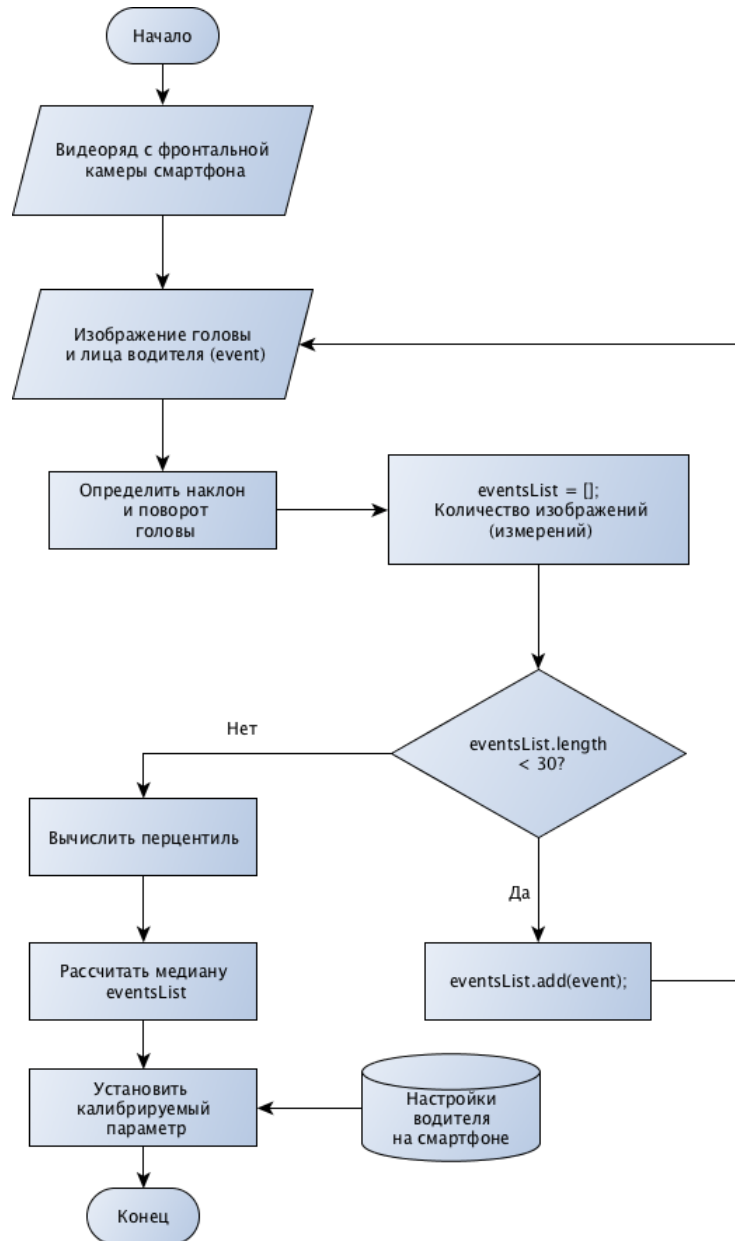 Начало
Видеоряд с фронтальной
камеры смартфона
Изображение головы
и лица водителя (event)
Определить наклон
и поворот
головы
eventsList = [];
Количество изображений
(измерений)
eventsList.length
< 30?
Нет
Да
Вычислить перцентиль
Рассчитать медиану
eventsList
eventsList.add(event);
Установить
калибрируемый
параметр
Настройки
водителя
на смартфоне
Конец